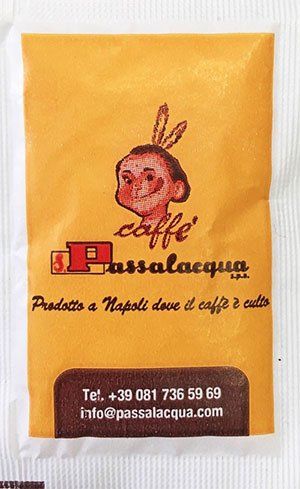 caffè
Passalacqua
s.p.a.
Prodotto a Napoli dove il caffè è culto
Tel. +39 081 736 59 69
info@passalacqua.com